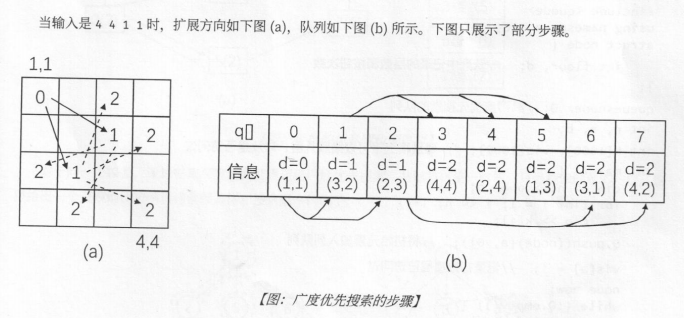 当输入是 4 4 1 1 时，扩展方向如下图 (a)，队列如下图 (b) 所示。下图只展示了部分步骤。
1,1
0 2
1 2
2 1
2 2
4,4
(a)
q[] 0 1 2 3 4 5 6 7
信息 d=0 d=1 d=1 d=2 d=2 d=2 d=2 d=2
(1,1) (3,2) (2,3) (4,4) (2,4) (1,3) (3,1) (4,2)
(b)
【图：广度优先搜素的步骤】